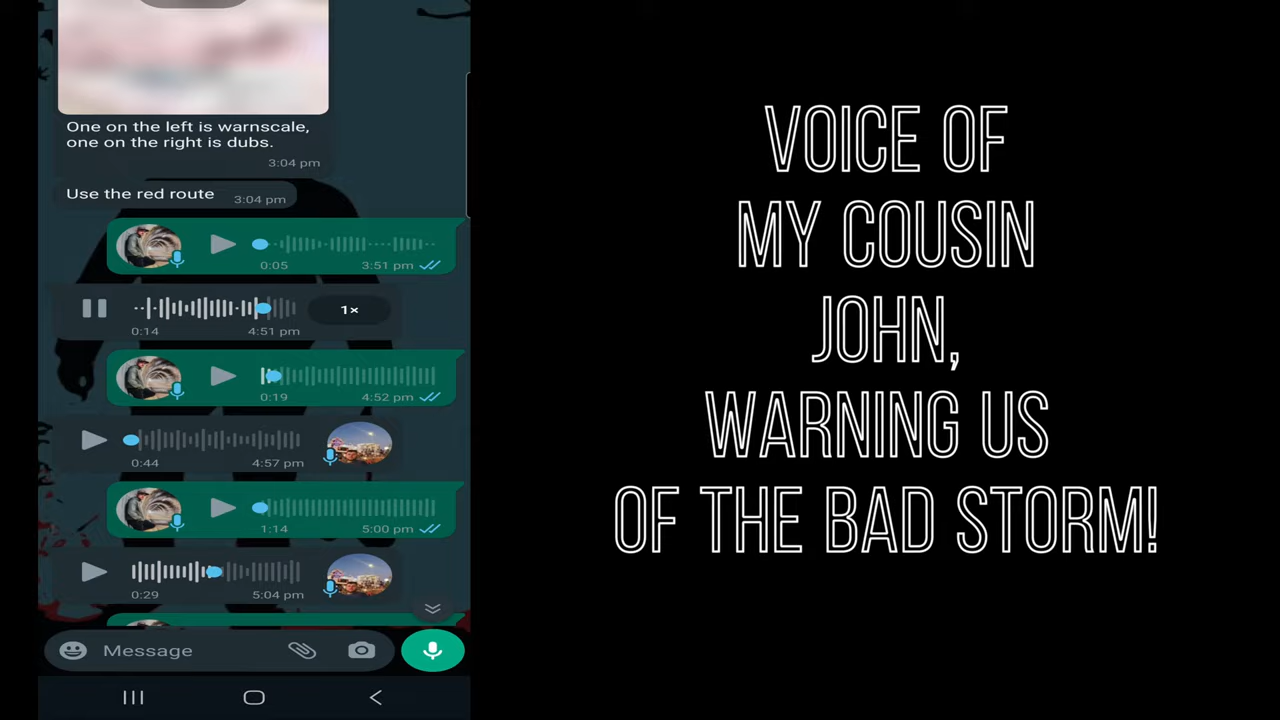 One on the left is warnscale,
one on the right is dubs.
3:04 pm
Use the red route
3:04 pm
0:05 3:51 pm
1×
0:14 4:51 pm
0:19 4:52 pm
0:44 4:57 pm
1:14 5:00 pm
0:29 5:04 pm
Message
VOICE OF
MY COUSIN
JOHN,
WARNING US
OF THE BAD STORM!